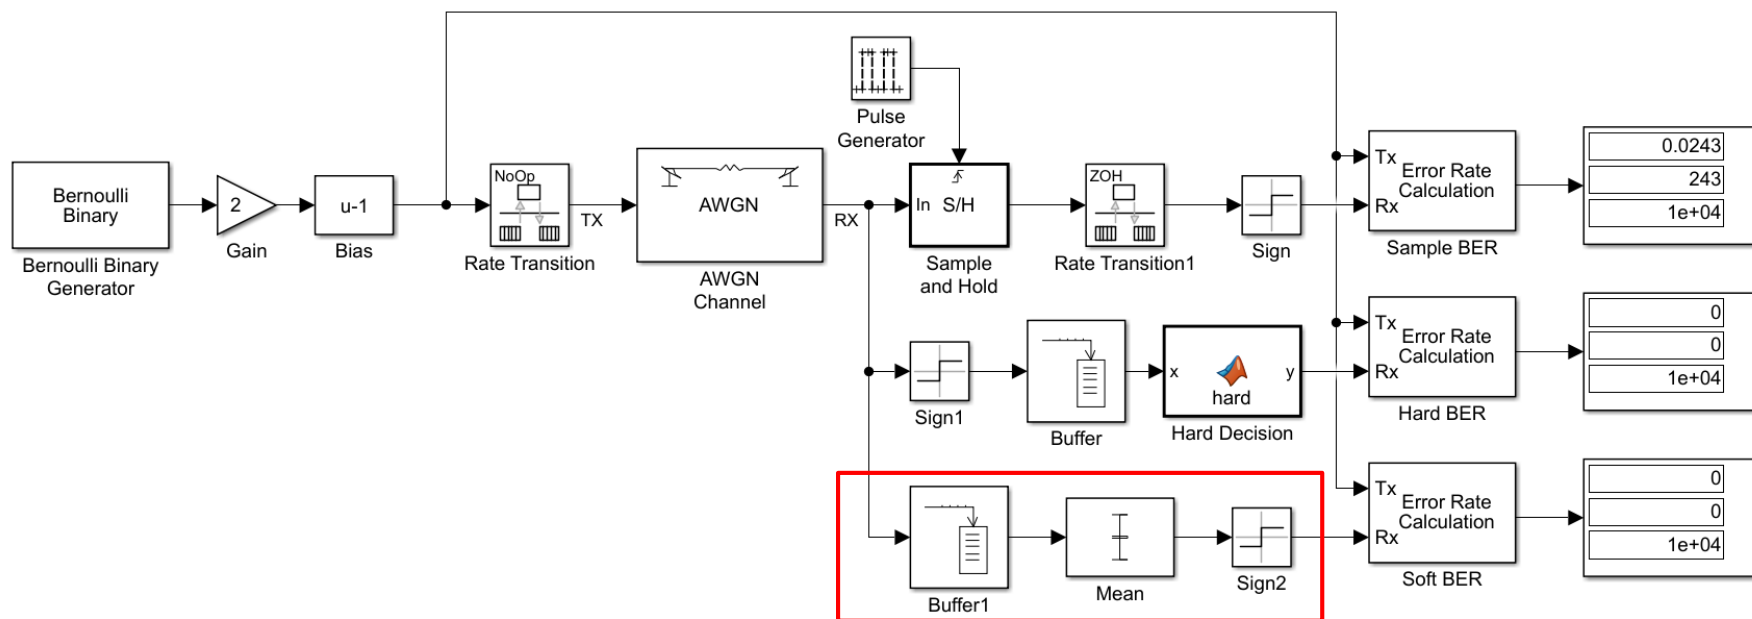 Bernoulli
Binary
Bernoulli Binary
Generator
2
Gain
u-1
Bias
NoOp
Rate Transition
TX
AWGN
AWGN
Channel
RX
Pulse
Generator
In
S/H
Sample
and Hold
ZOH
Rate Transition1
Sign
Tx
Rx
Error Rate
Calculation
Sample BER
0.0243
243
1e+04
Sign1
Buffer
x
hard
y
Hard Decision
Tx
Rx
Error Rate
Calculation
Hard BER
0
0
1e+04
Buffer1
Mean
Sign2
Tx
Rx
Error Rate
Calculation
Soft BER
0
0
1e+04